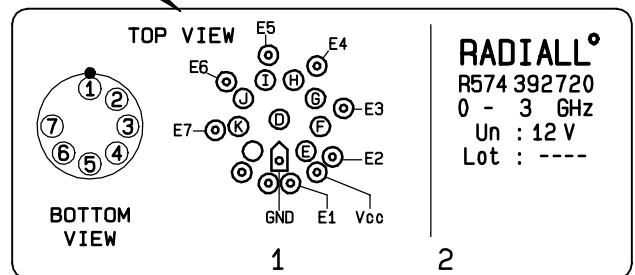 TOP VIEW
E5
E4
E6
I
H
J
G
E3
D
K
F
E7
E
E2
GND
E1
Vcc
1
2
7
3
6
4
5
BOTTOM
VIEW
1
RADIALL°
R574 392720
0 - 3 GHz
Un : 12 V
Lot : ----
2